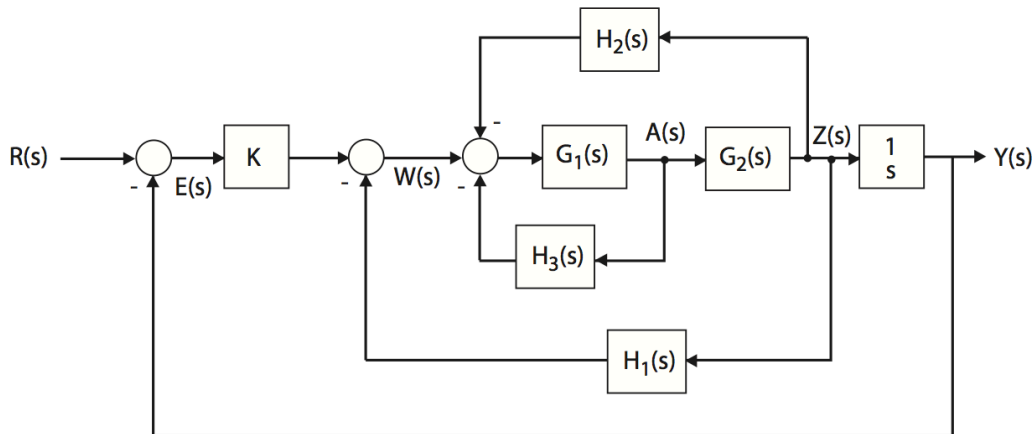 H₂(s)
-
R(s)
K
G₁(s)
A(s)
G₂(s)
Z(s)
1
s
Y(s)
-
E(s)
-
W(s)
-
H₃(s)
H₁(s)